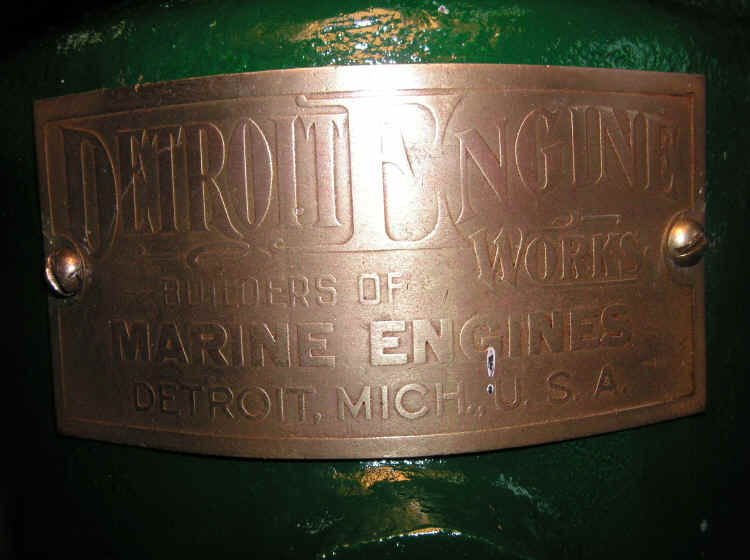 DETROIT ENGINE
WORKS
BUILDERS OF
MARINE ENGINES
DETROIT, MICH., U. S. A.